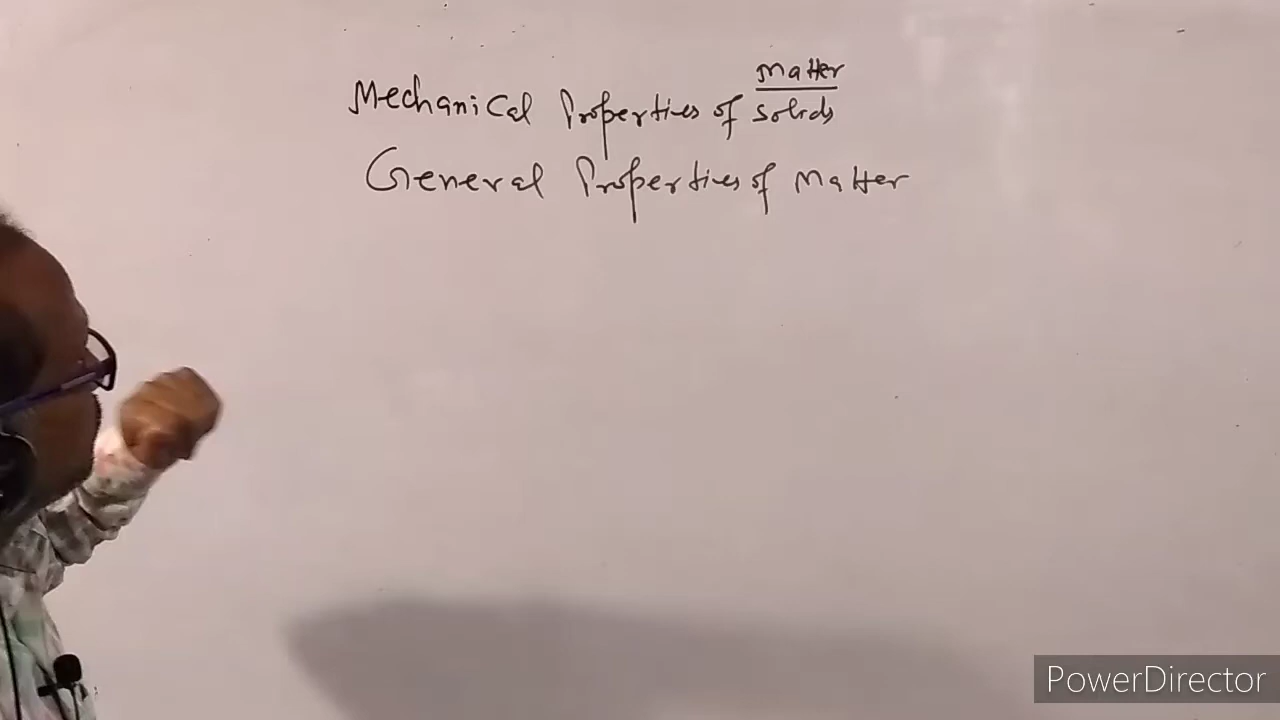 Matter
Mechanical Properties of Solids
General Properties of Matter
PowerDirector